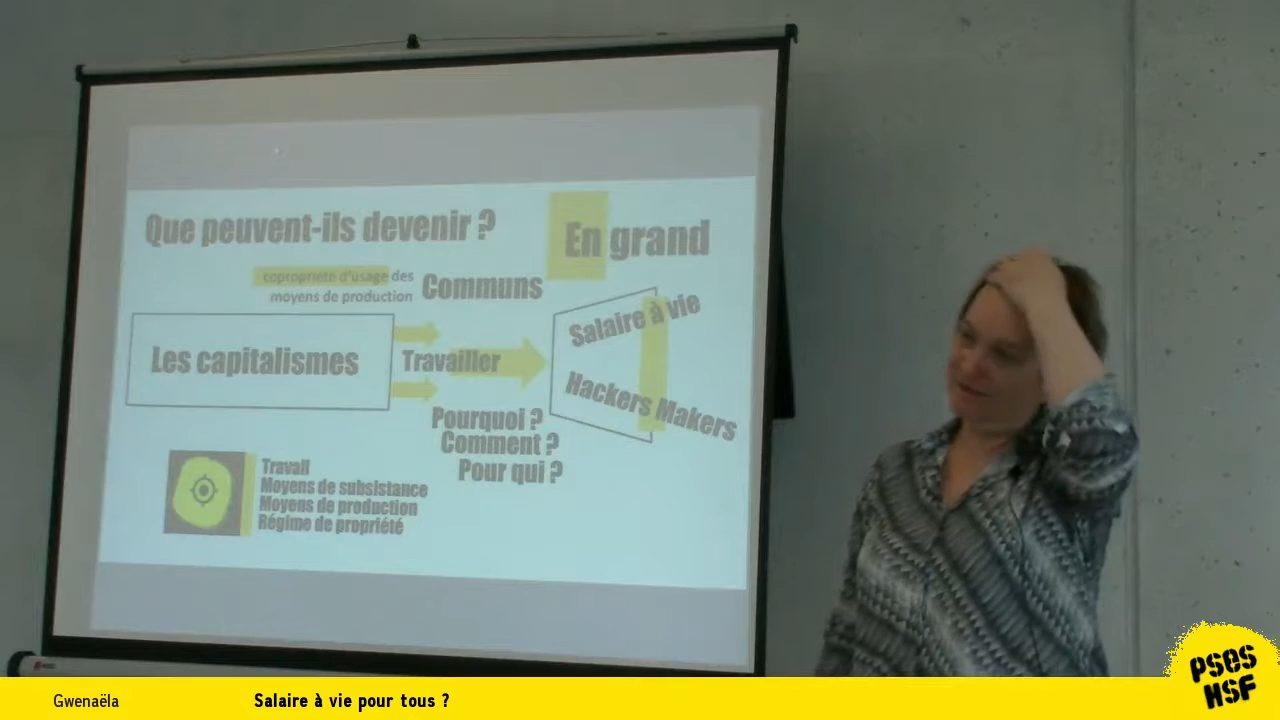 Que peuvent-ils devenir ?
En grand
copropriété d'usage des
moyens de production
Communs
Les capitalismes
Travailler
Salaire à vie
Hackers Makers
Pourquoi ?
Comment ?
Pour qui ?
Travail
Moyens de subsistance
Moyens de production
Régime de propriété
PSES
HSF
Gwenaëla
Salaire à vie pour tous ?